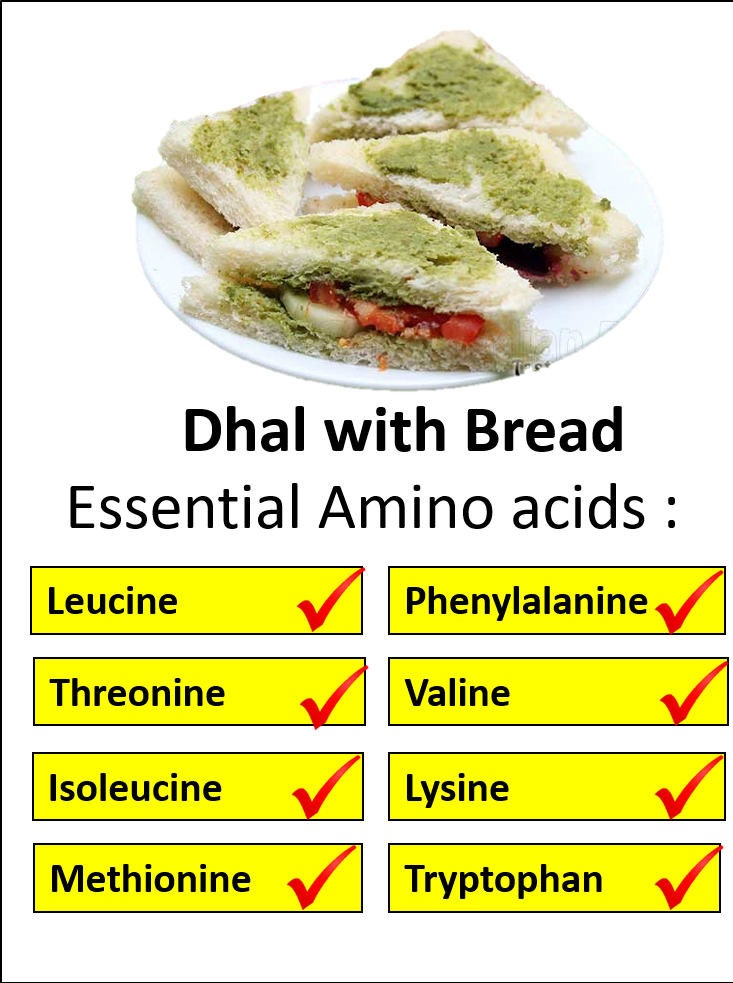 Dhal with Bread
Essential Amino acids :
Leucine
Phenylalanine
Threonine
Valine
Isoleucine
Lysine
Methionine
Tryptophan